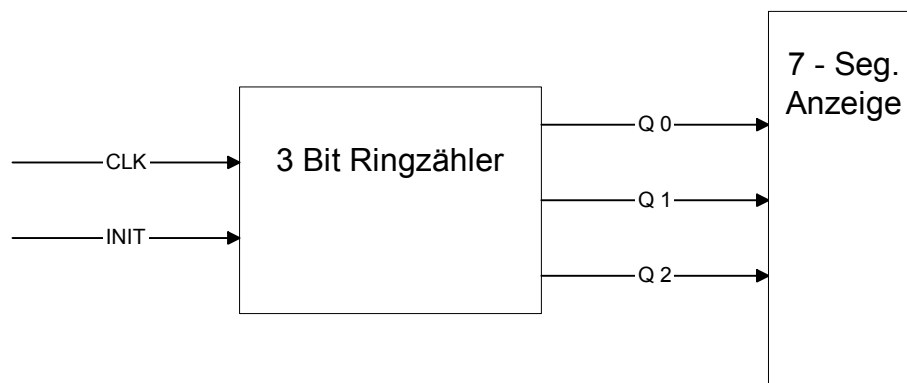 CLK
INIT
3 Bit Ringzähler
Q 0
Q 1
Q 2
7 - Seg.
Anzeige